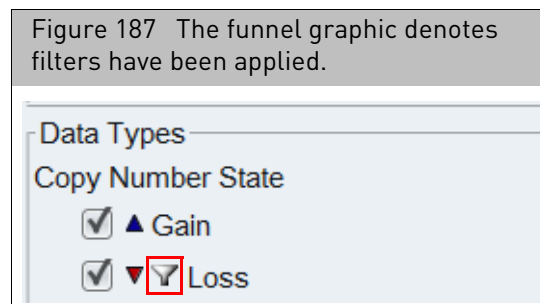 Figure 187 The funnel graphic denotes
filters have been applied.
Data Types
Copy Number State
Gain
Loss